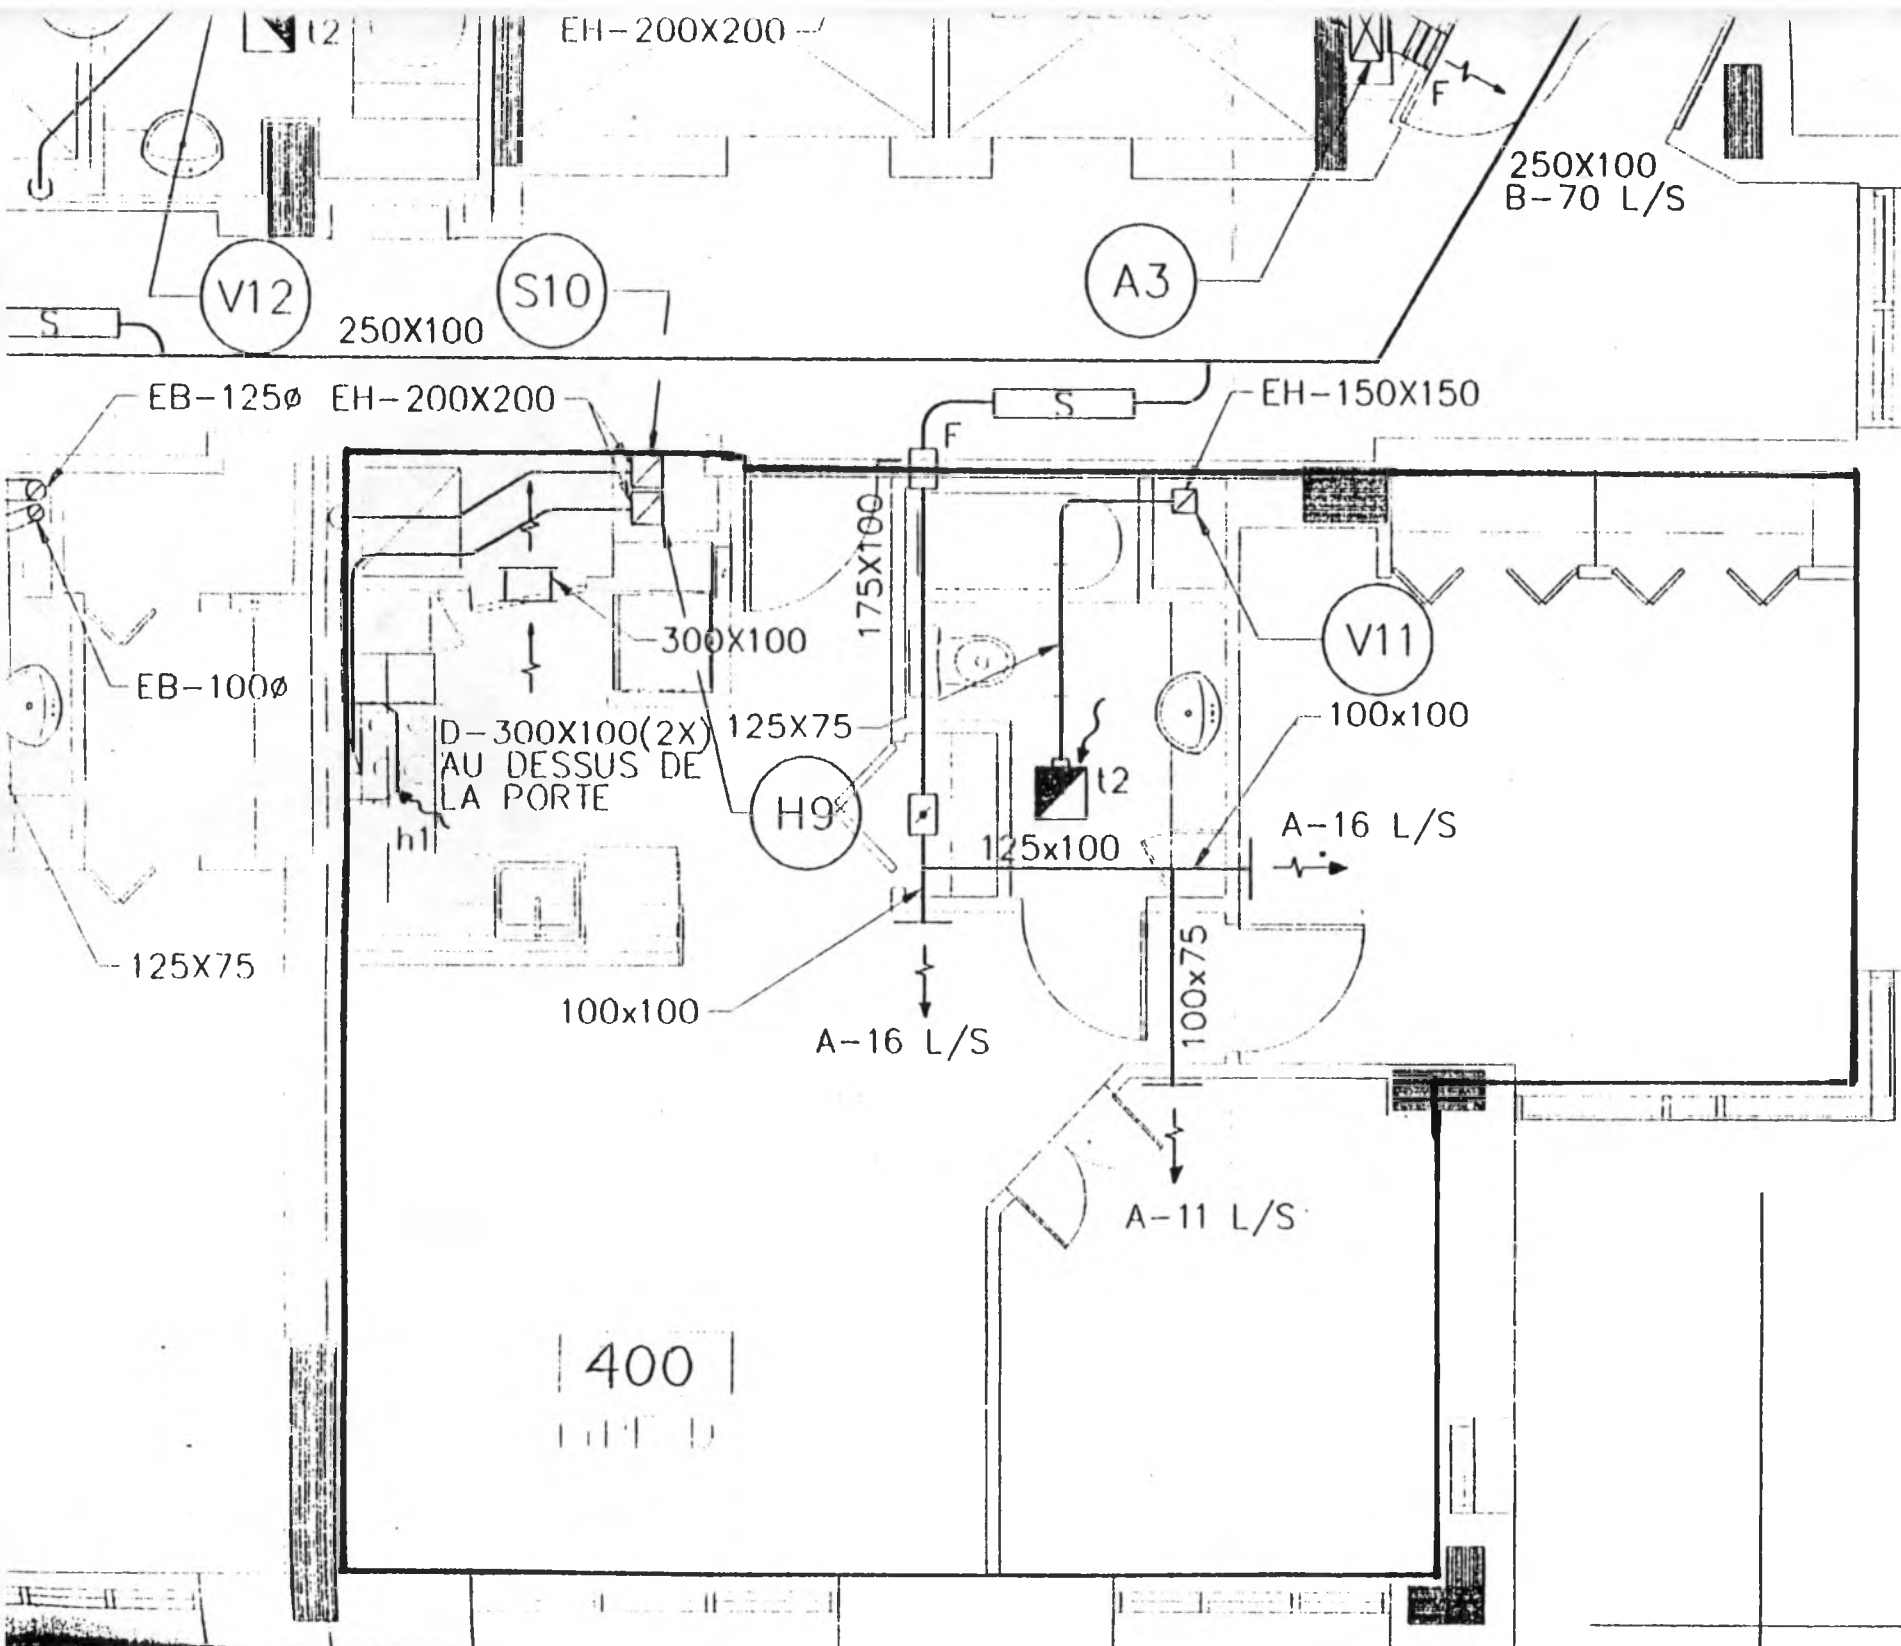 t2
EH-200X200
F
250X100
B-70 L/S
V12
S10
A3
S
250X100
EB-125ø
EH-200X200
S
EH-150X150
F
175X100
300X100
V11
EB-100ø
D-300X100(2X)
AU DESSUS DE
LA PORTE
125X75
100x100
t2
H9
h1
125x100
A-16 L/S
125X75
100x100
100x75
A-16 L/S
A-11 L/S
400